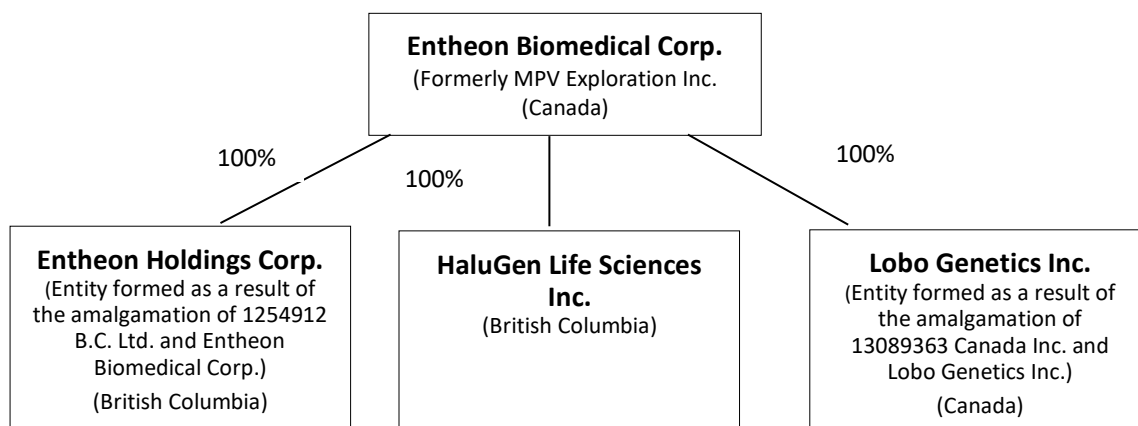 Entheon Biomedical Corp.
(Formerly MPV Exploration Inc.
(Canada)
100%
100%
100%
Entheon Holdings Corp.
(Entity formed as a result of
the amalgamation of 1254912
B.C. Ltd. and Entheon
Biomedical Corp.)
(British Columbia)
HaluGen Life Sciences
Inc.
(British Columbia)
Lobo Genetics Inc.
(Entity formed as a result of
the amalgamation of
13089363 Canada Inc. and
Lobo Genetics Inc.)
(Canada)